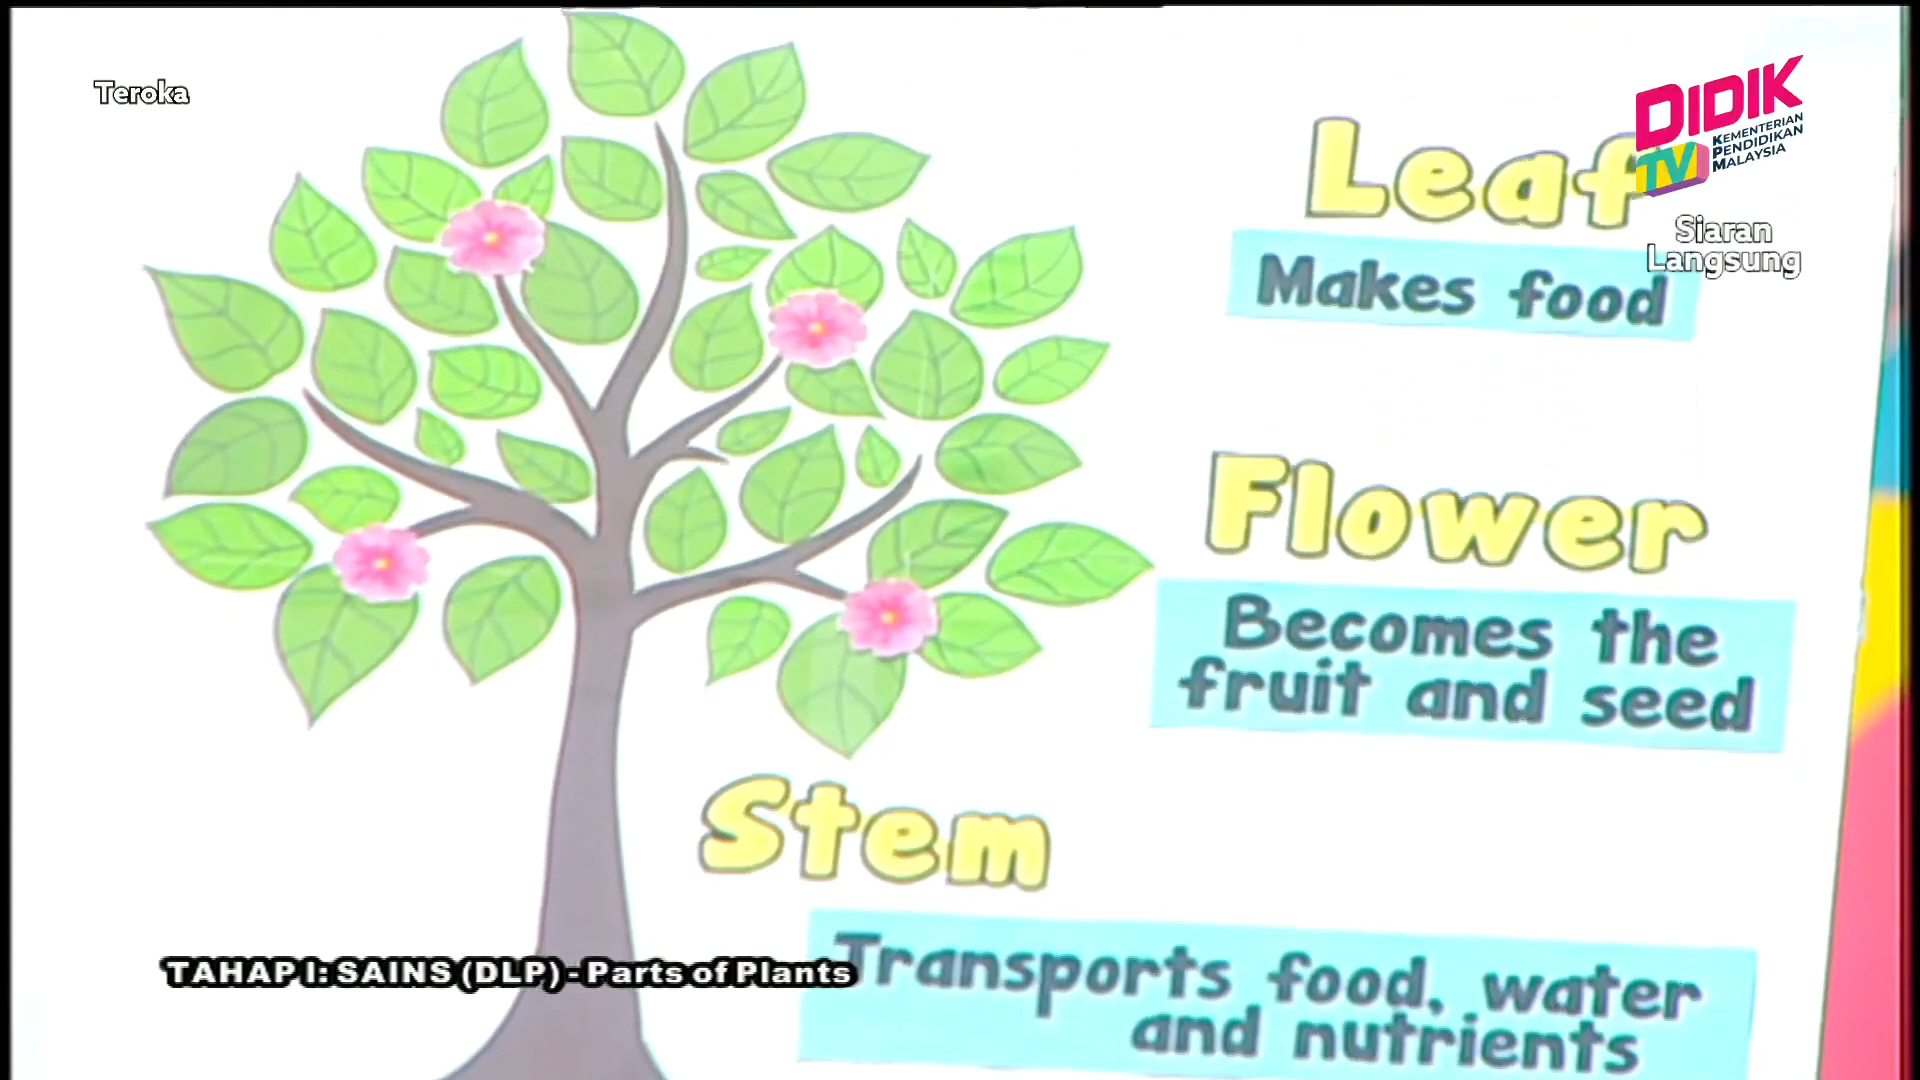 Teroka
DIDIK
TV
KEMENTERIAN
PENDIDIKAN
MALAYSIA
Siaran
Langsung
Leaf
Makes food
Flower
Becomes the
fruit and seed
Stem
Transports food, water
and nutrients
TAHAP I: SAINS (DLP) - Parts of Plants